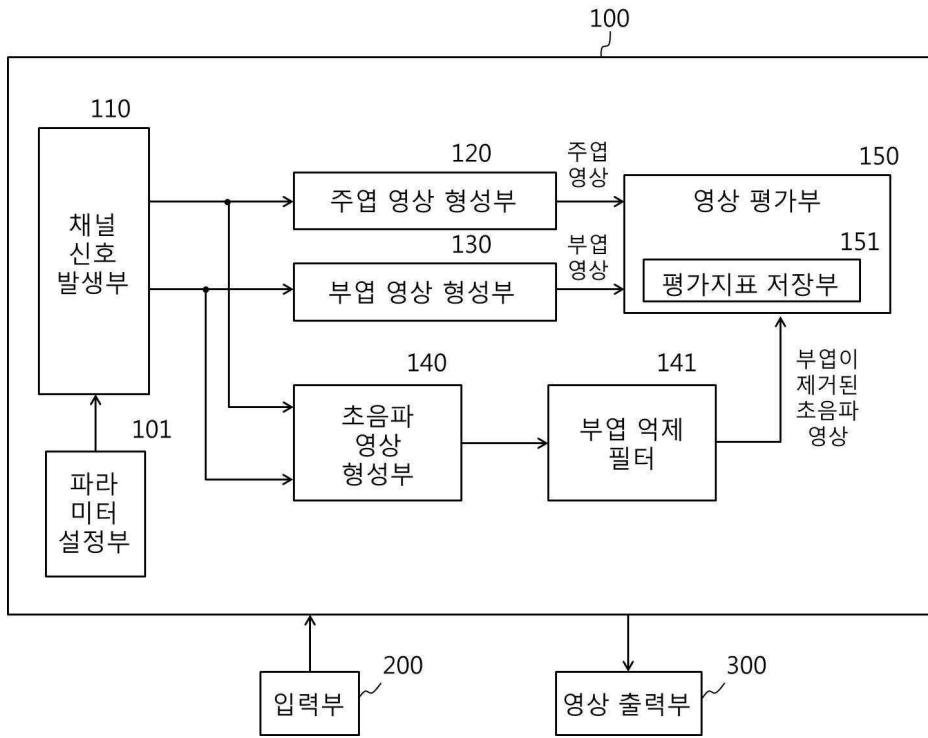 100
110
채널
신호
발생부
101
파라
미터
설정부
120
주엽 영상 형성부
130
부엽 영상 형성부
주엽
영상
부엽
영상
150
영상 평가부
151
평가지표 저장부
140
초음파
영상
형성부
141
부엽 억제
필터
부엽이
제거된
초음파
영상
200
입력부
300
영상 출력부